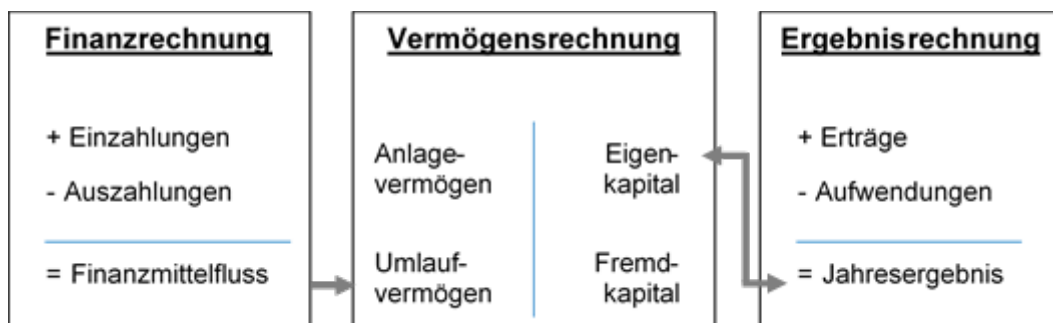 Finanzrechnung
+ Einzahlungen
- Auszahlungen
= Finanzmittelfluss
Vermögensrechnung
Anlage-
vermögen
Umlauf-
vermögen
Eigen-
kapital
Fremd-
kapital
Ergebnisrechnung
+ Erträge
- Aufwendungen
= Jahresergebnis